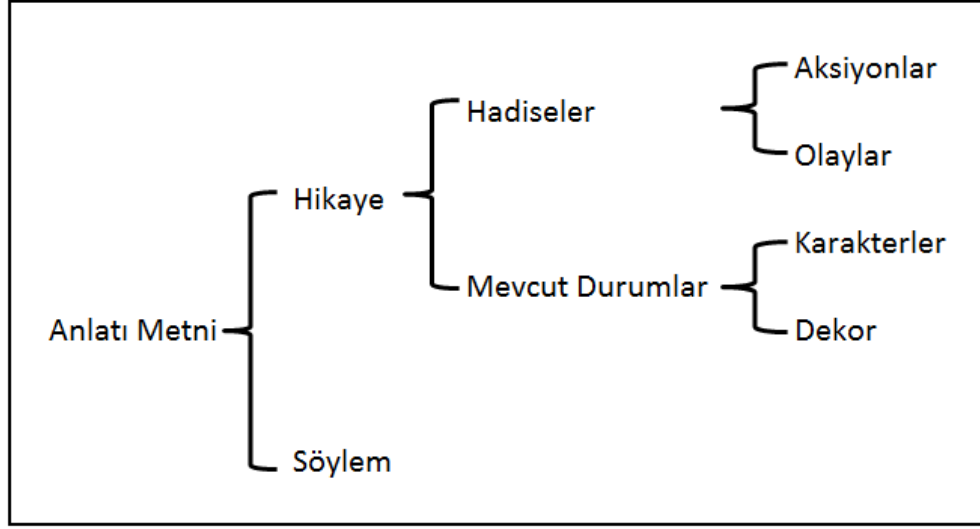 Aksiyonlar
Hadiseler
Olaylar
Hikaye
Karakterler
Mevcut Durumlar
Anlatı Metni
Dekor
Söylem